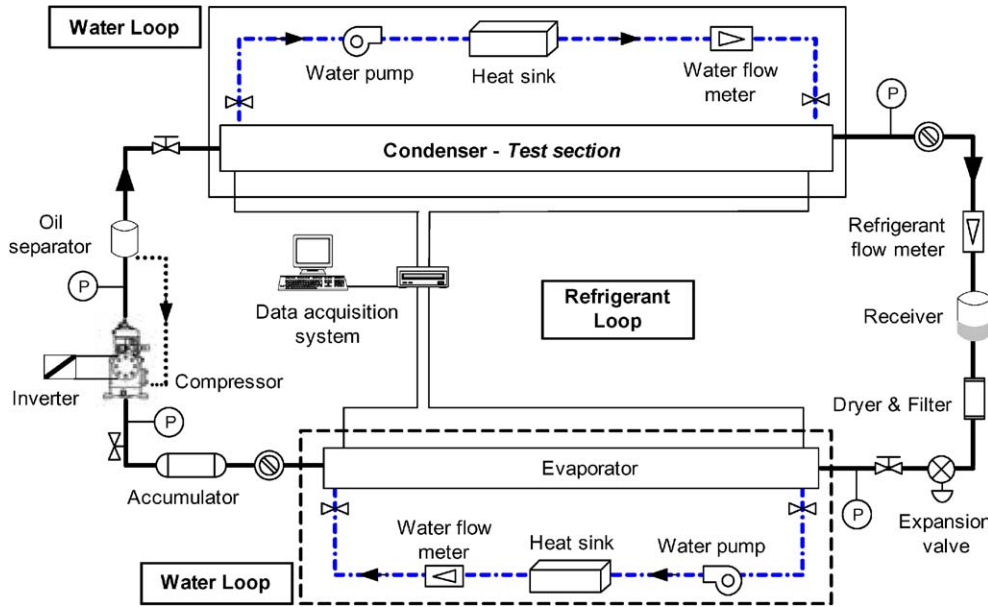 Water Loop
Water pump
Heat sink
Water flow
meter
P
P
Condenser - Test section
Oil
separator
Refrigerant
flow meter
P
Data acquisition
system
Refrigerant
Loop
Receiver
Inverter
Compressor
Dryer & Filter
P
Evaporator
Accumulator
P
Expansion
valve
Water flow
meter
Heat sink
Water pump
Water Loop